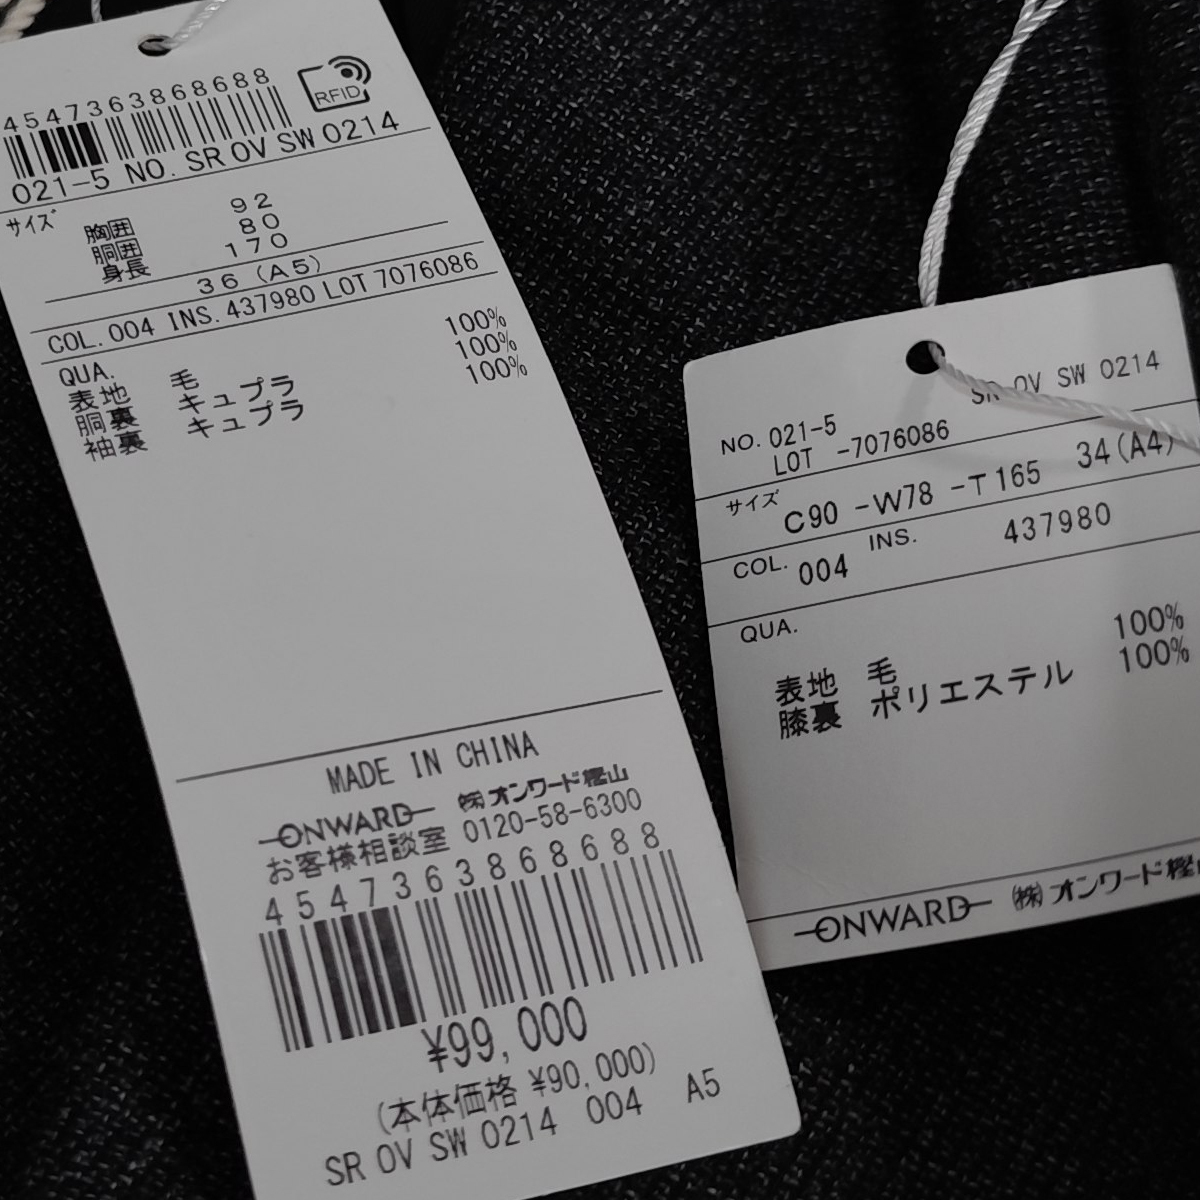 4547363868688
RFID
021-5 NO. SR OV SW 0214
サイズ
胸囲 92
胴囲 80
身長 170
36 (A5)
COL. 004 INS. 437980 LOT 7076086
QUA.
表地 毛 100%
胴裏 キュプラ 100%
袖裏 キュプラ 100%
MADE IN CHINA
ONWARD ㈱オンワード樫山
お客様相談室 0120-58-6300
4547363868688
¥99,000
(本体価格 ¥90,000)
SR OV SW 0214 004 A5
SR OV SW 0214
NO. 021-5
LOT -7076086
サイズ C90 -W78 -T165 34(A4)
COL. 004 INS. 437980
QUA.
表地 毛 100%
膝裏 ポリエステル 100%
ONWARD ㈱オンワード樫山